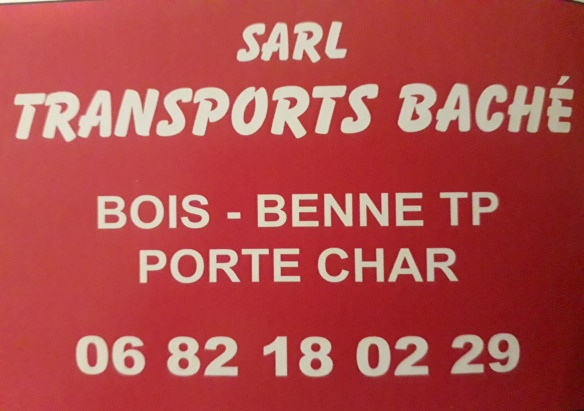 SARL
TRANSPORTS BACHÉ
BOIS - BENNE TP
PORTE CHAR
06 82 18 02 29